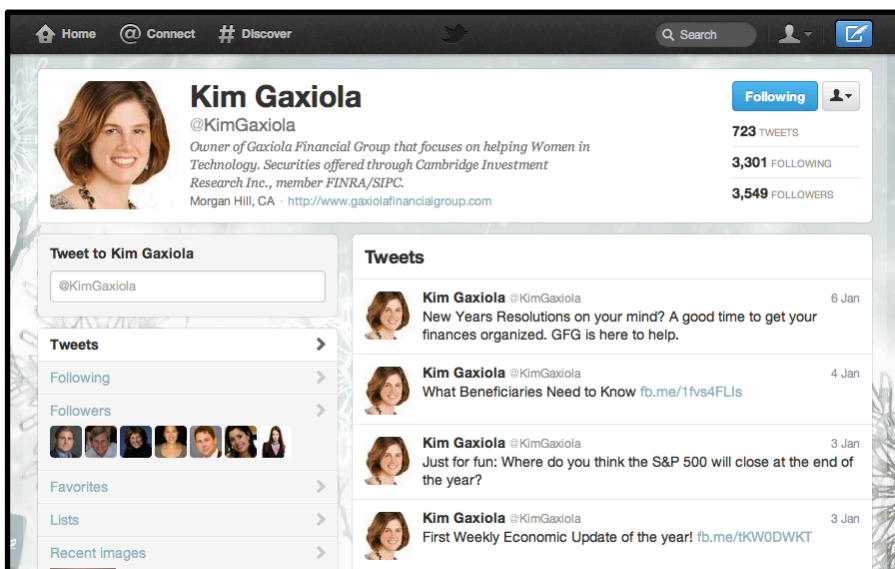 Home @ Connect # Discover
Search
Kim Gaxiola
@KimGaxiola
Owner of Gaxiola Financial Group that focuses on helping Women in
Technology. Securities offered through Cambridge Investment
Research Inc., member FINRA/SIPC.
Morgan Hill, CA · http://www.gaxiolafinancialgroup.com
Following
723 TWEETS
3,301 FOLLOWING
3,549 FOLLOWERS
Tweet to Kim Gaxiola
@KimGaxiola
Tweets
Following
Followers
Favorites
Lists
Recent images
Tweets
Kim Gaxiola @KimGaxiola 6 Jan
New Years Resolutions on your mind? A good time to get your
finances organized. GFG is here to help.
Kim Gaxiola @KimGaxiola 4 Jan
What Beneficiaries Need to Know fb.me/1fvs4FLIs
Kim Gaxiola @KimGaxiola 3 Jan
Just for fun: Where do you think the S&P 500 will close at the end of
the year?
Kim Gaxiola @KimGaxiola 3 Jan
First Weekly Economic Update of the year! fb.me/tKW0DWKT